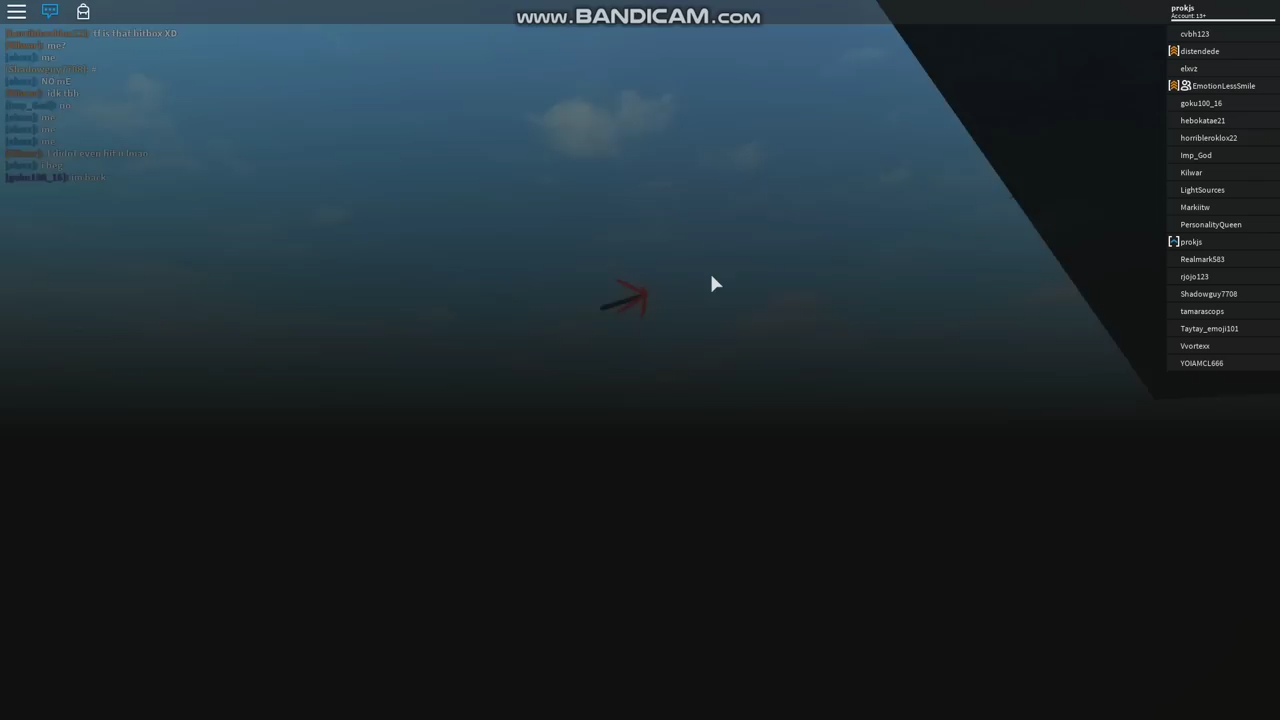 www.BANDICAM.com
prokjs
Account: 13+
tf is that hitbox XD
me?
me
=
NO mE
idk tbh
[Imp_God]: no
me
me
me
I didnt even hit u lmao
[goku100_16]: im back
cvbh123
distendede
elxvz
EmotionLessSmile
goku100_16
hebokatae21
horribleroklox22
Imp_God
Kilwar
LightSources
Markiitw
PersonalityQueen
prokjs
Realmark583
rjojo123
Shadowguy7708
tamarascops
Taytay_emoji101
Vvortexx
YOIAMCL666